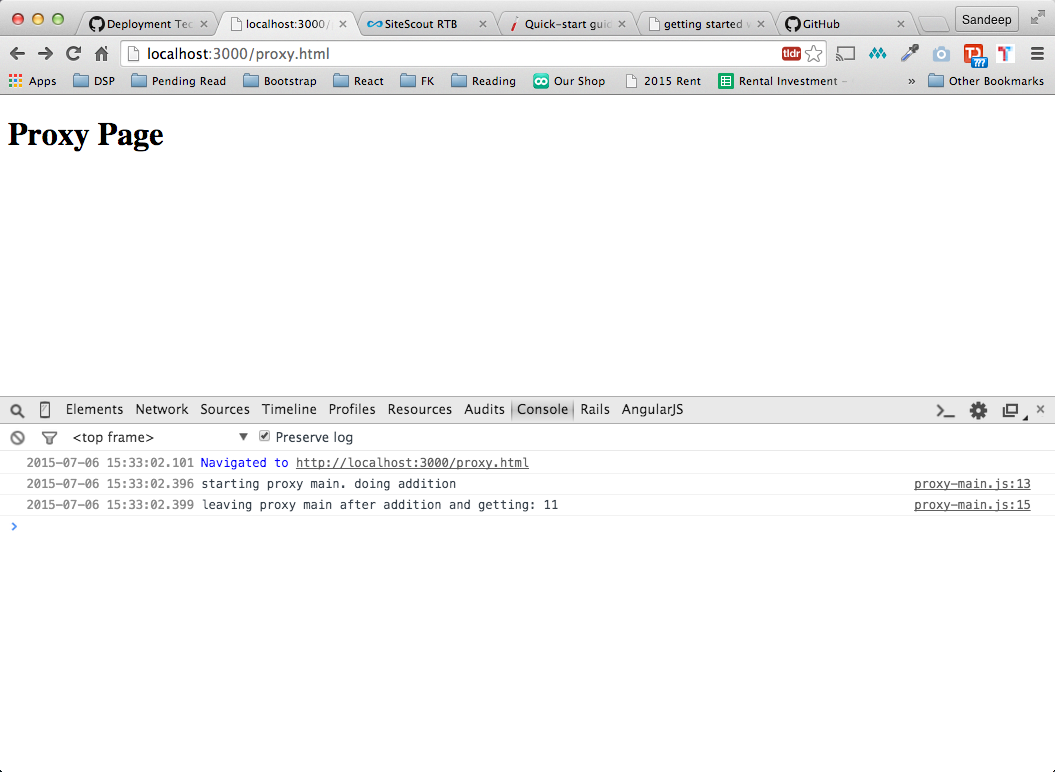 Deployment Tec localhost:3000/ SiteScout RTB Quick-start guid getting started w GitHub Sandeep
localhost:3000/proxy.html tldr
Apps DSP Pending Read Bootstrap React FK Reading Our Shop 2015 Rent Rental Investment » Other Bookmarks
Proxy Page
Elements Network Sources Timeline Profiles Resources Audits Console Rails AngularJS
<top frame> Preserve log
2015-07-06 15:33:02.101 Navigated to http://localhost:3000/proxy.html
2015-07-06 15:33:02.396 starting proxy main. doing addition proxy-main.js:13
2015-07-06 15:33:02.399 leaving proxy main after addition and getting: 11 proxy-main.js:15